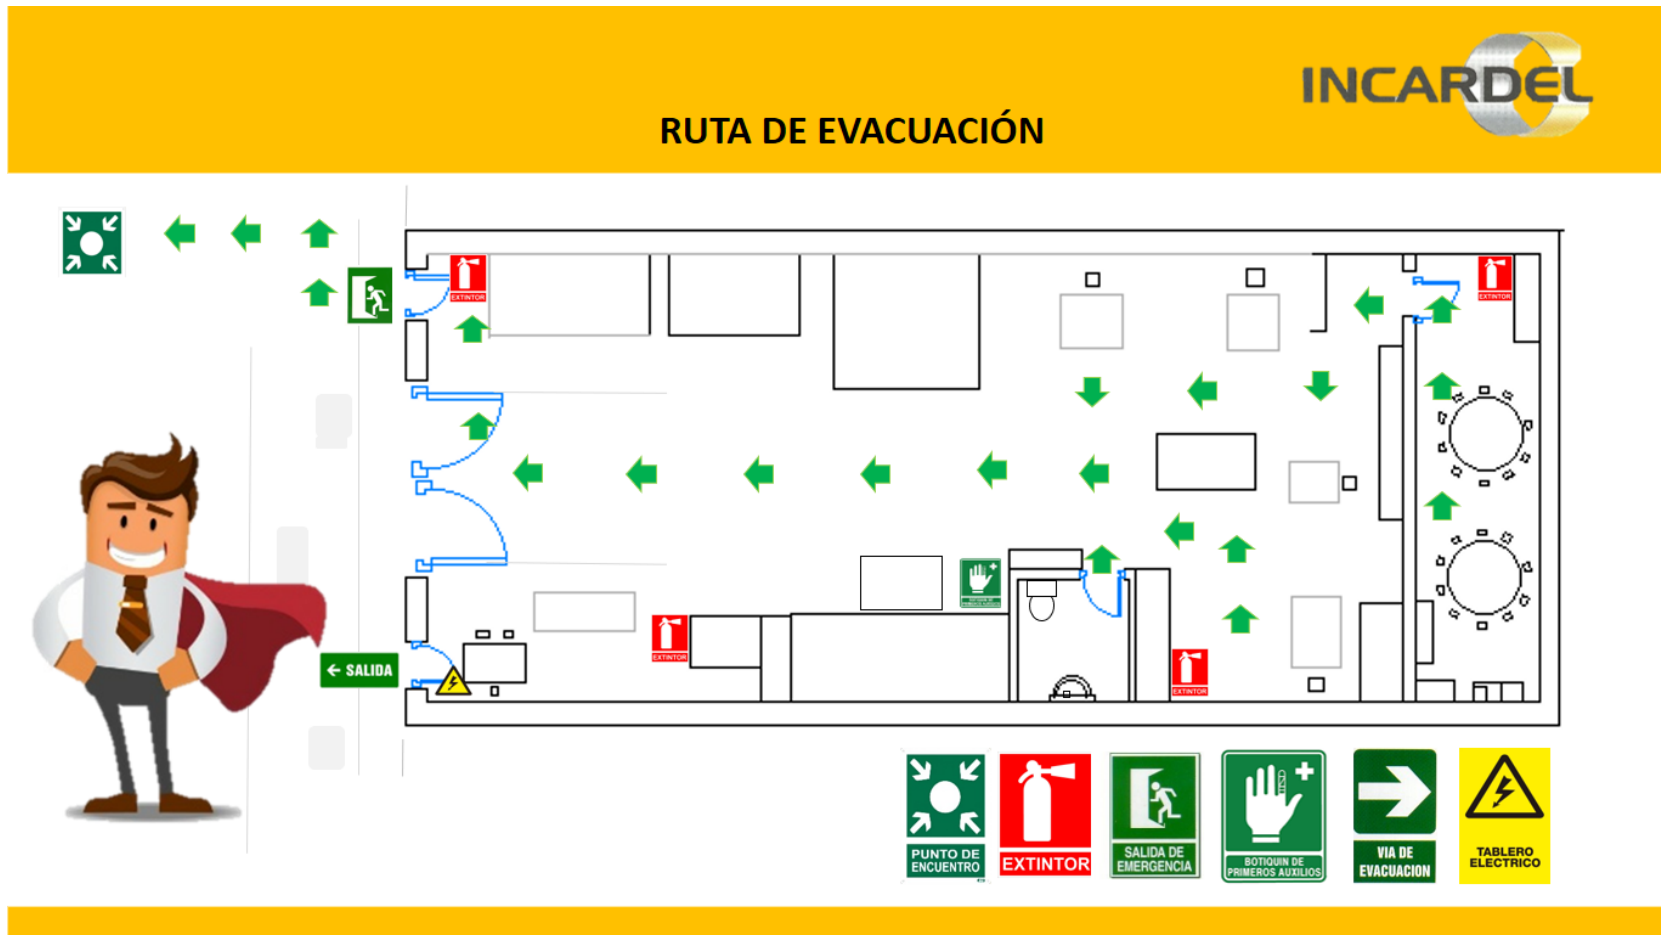 INCARDEL
RUTA DE EVACUACIÓN
EXTINTOR
EXTINTOR
EXTINTOR
EXTINTOR
← SALIDA
PUNTO DE
ENCUENTRO
EXTINTOR
SALIDA DE
EMERGENCIA
BOTIQUIN DE
PRIMEROS AUXILIOS
VIA DE
EVACUACION
TABLERO
ELECTRICO